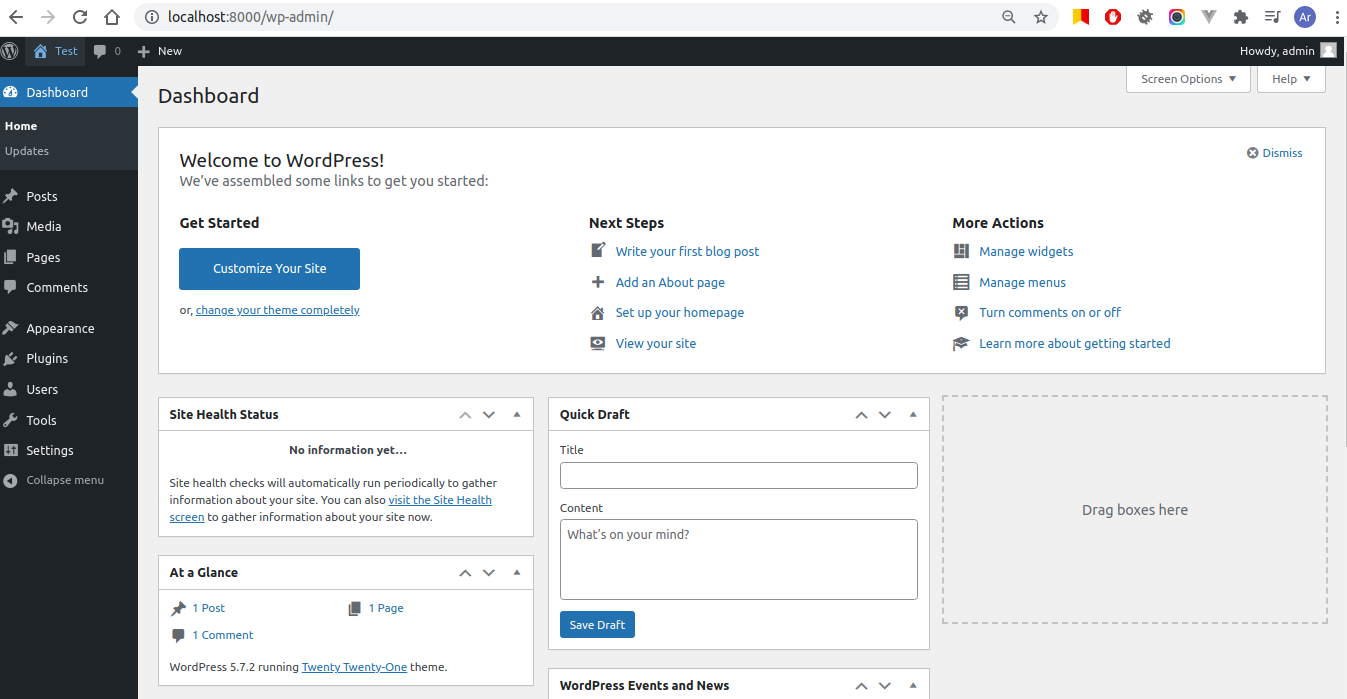 localhost:8000/wp-admin/
Ar
Test
0
New
Howdy, admin
Dashboard
Home
Updates
Posts
Media
Pages
Comments
Appearance
Plugins
Users
Tools
Settings
Collapse menu
Dashboard
Screen Options
Help
Welcome to WordPress!
We've assembled some links to get you started:
Dismiss
Get Started
Customize Your Site
or, change your theme completely
Next Steps
Write your first blog post
Add an About page
Set up your homepage
View your site
More Actions
Manage widgets
Manage menus
Turn comments on or off
Learn more about getting started
Site Health Status
No information yet…
Site health checks will automatically run periodically to gather
information about your site. You can also visit the Site Health
screen to gather information about your site now.
At a Glance
1 Post
1 Page
1 Comment
WordPress 5.7.2 running Twenty Twenty-One theme.
Quick Draft
Title
Content
What's on your mind?
Save Draft
WordPress Events and News
Drag boxes here